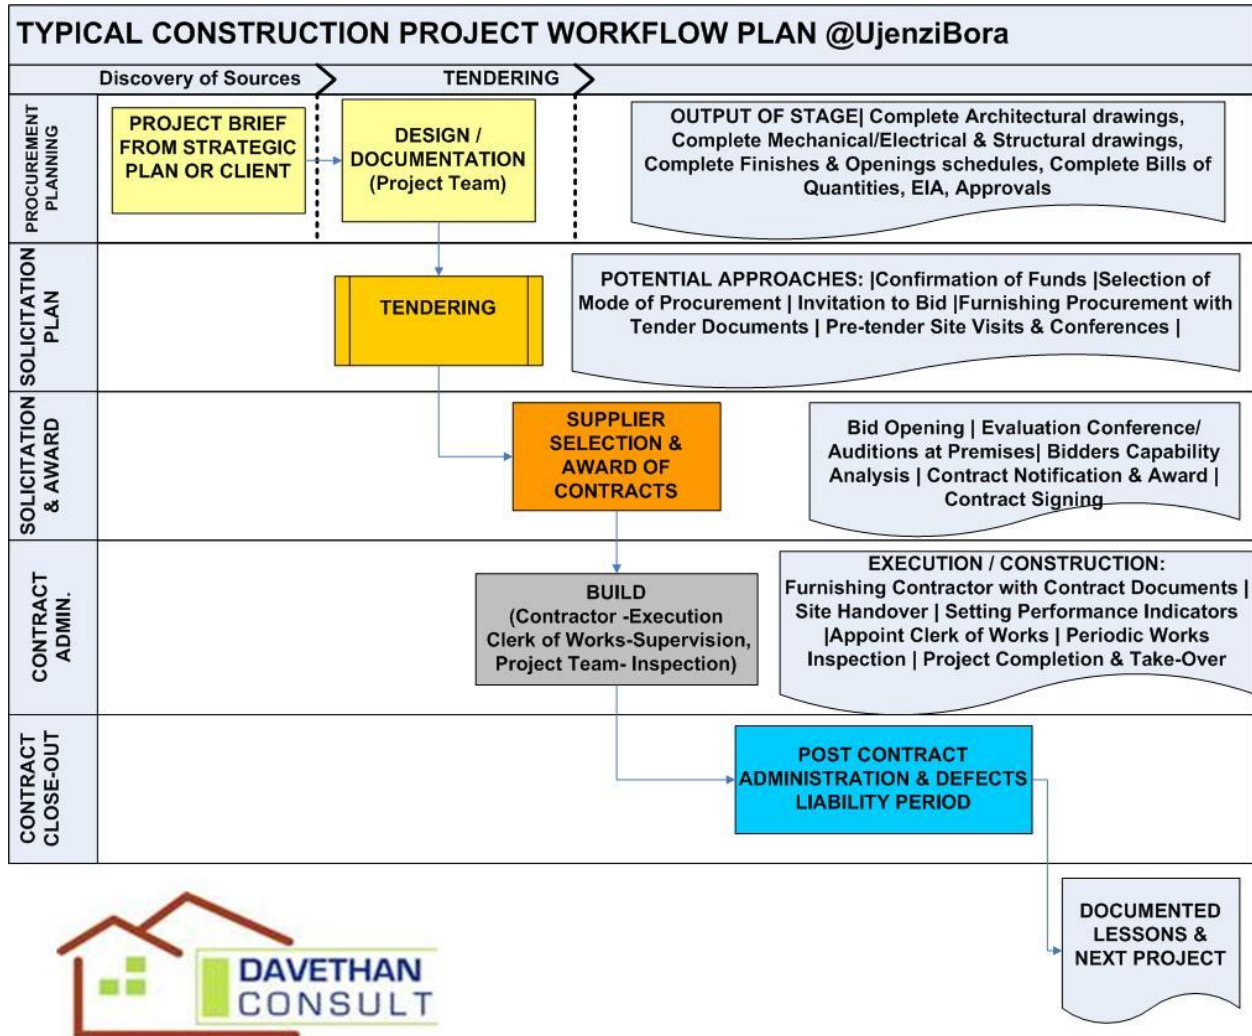 TYPICAL CONSTRUCTION PROJECT WORKFLOW PLAN @UjenziBora
Discovery of Sources
TENDERING
PROCUREMENT
PLANNING
PROJECT BRIEF
FROM STRATEGIC
PLAN OR CLIENT
DESIGN /
DOCUMENTATION
(Project Team)
OUTPUT OF STAGE| Complete Architectural drawings,
Complete Mechanical/Electrical & Structural drawings,
Complete Finishes & Openings schedules, Complete Bills of
Quantities, EIA, Approvals
SOLICITATION
PLAN
TENDERING
POTENTIAL APPROACHES: |Confirmation of Funds |Selection of
Mode of Procurement | Invitation to Bid |Furnishing Procurement with
Tender Documents | Pre-tender Site Visits & Conferences |
SOLICITATION
& AWARD
SUPPLIER
SELECTION &
AWARD OF
CONTRACTS
Bid Opening | Evaluation Conference/
Auditions at Premises| Bidders Capability
Analysis | Contract Notification & Award |
Contract Signing
CONTRACT
ADMIN.
BUILD
(Contractor -Execution
Clerk of Works-Supervision,
Project Team- Inspection)
EXECUTION / CONSTRUCTION:
Furnishing Contractor with Contract Documents |
Site Handover | Setting Performance Indicators
|Appoint Clerk of Works | Periodic Works
Inspection | Project Completion & Take-Over
CONTRACT
CLOSE-OUT
POST CONTRACT
ADMINISTRATION & DEFECTS
LIABILITY PERIOD
DOCUMENTED
LESSONS &
NEXT PROJECT
DAVETHAN
CONSULT